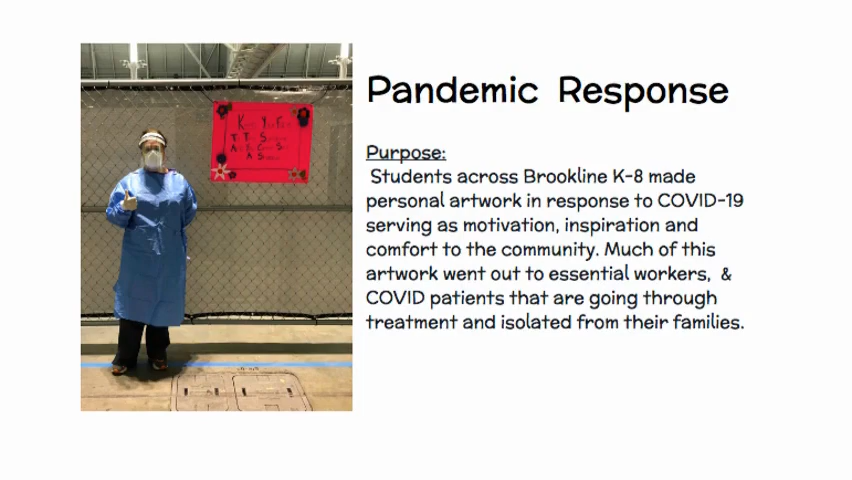 Pandemic Response
Purpose:
Students across Brookline K-8 made
personal artwork in response to COVID-19
serving as motivation, inspiration and
comfort to the community. Much of this
artwork went out to essential workers, &
COVID patients that are going through
treatment and isolated from their families.